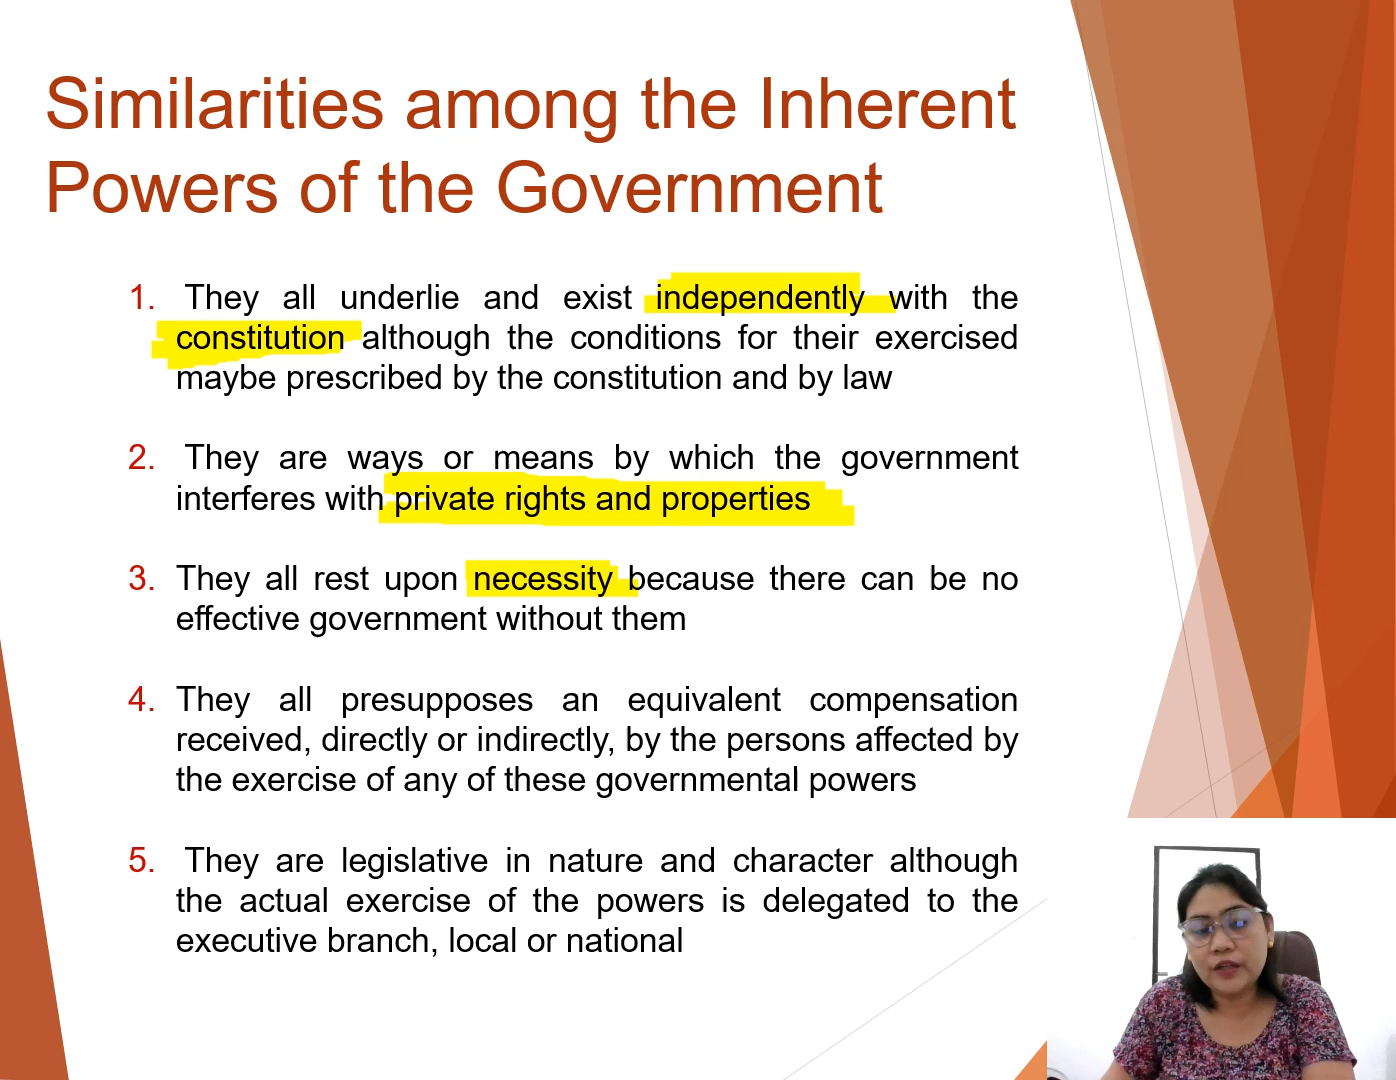 Similarities among the Inherent
Powers of the Government
1. They all underlie and exist independently with the
constitution although the conditions for their exercised
maybe prescribed by the constitution and by law
2. They are ways or means by which the government
interferes with private rights and properties
3. They all rest upon necessity because there can be no
effective government without them
4. They all presupposes an equivalent compensation
received, directly or indirectly, by the persons affected by
the exercise of any of these governmental powers
5. They are legislative in nature and character although
the actual exercise of the powers is delegated to the
executive branch, local or national